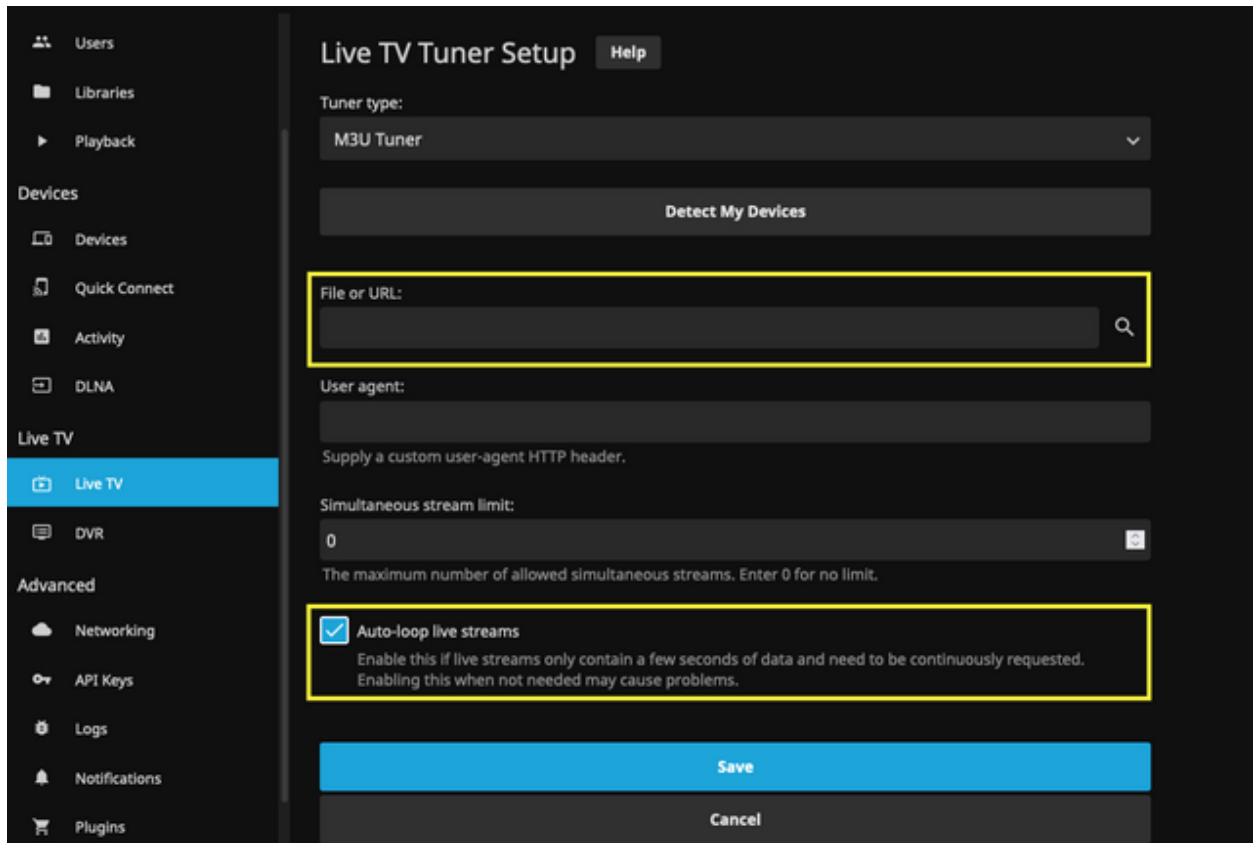 Users
Libraries
Playback
Devices
Devices
Quick Connect
Activity
DLNA
Live TV
Live TV
DVR
Advanced
Networking
API Keys
Logs
Notifications
Plugins
Live TV Tuner Setup Help
Tuner type:
M3U Tuner
Detect My Devices
File or URL:
User agent:
Supply a custom user-agent HTTP header.
Simultaneous stream limit:
0
The maximum number of allowed simultaneous streams. Enter 0 for no limit.
Auto-loop live streams
Enable this if live streams only contain a few seconds of data and need to be continuously requested.
Enabling this when not needed may cause problems.
Save
Cancel